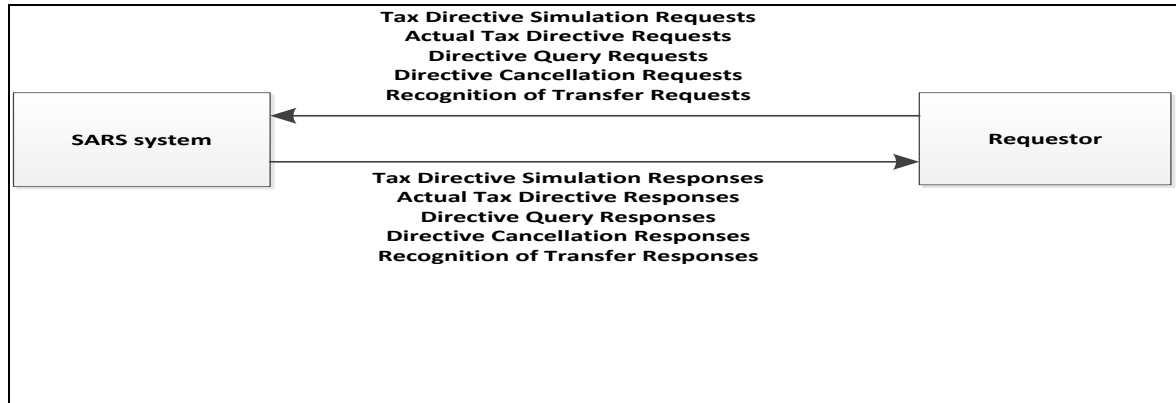 Tax Directive Simulation Requests
Actual Tax Directive Requests
Directive Query Requests
Directive Cancellation Requests
Recognition of Transfer Requests
SARS system
Requestor
Tax Directive Simulation Responses
Actual Tax Directive Responses
Directive Query Responses
Directive Cancellation Responses
Recognition of Transfer Responses